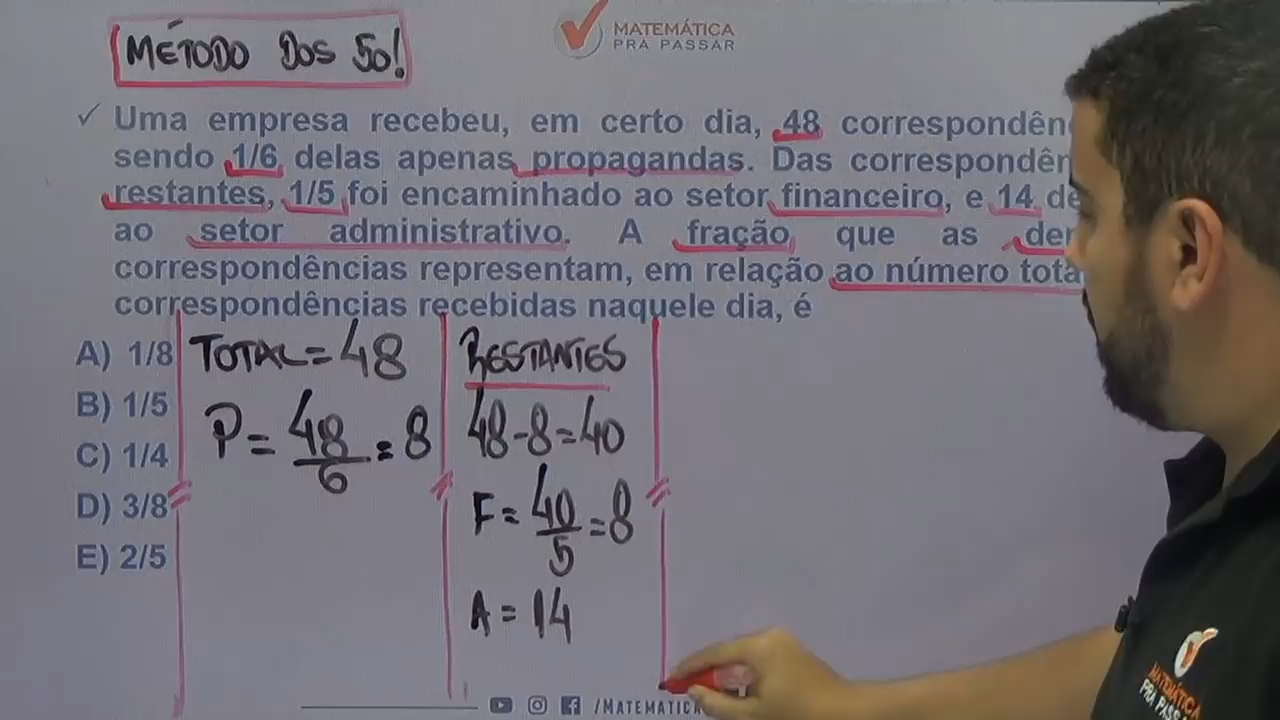 MÉTODO DOS 50!
MATEMÁTICA
PRA PASSAR
✓ Uma empresa recebeu, em certo dia, 48
sendo 1/6 delas apenas propagandas. Das
restantes, 1/5 foi encaminhado ao setor financeiro, e 14
ao setor administrativo. A fração que as
correspondências representam, em relação ao número
correspondências recebidas naquele dia, é
A) 1/8
B) 1/5
C) 1/4
D) 3/8
E) 2/5
TOTAL = 48
P = 48/6 = 8
RESTANTES
48-8=40
F = 40/5 = 8
A = 14
MATEMÁTICA
PRA